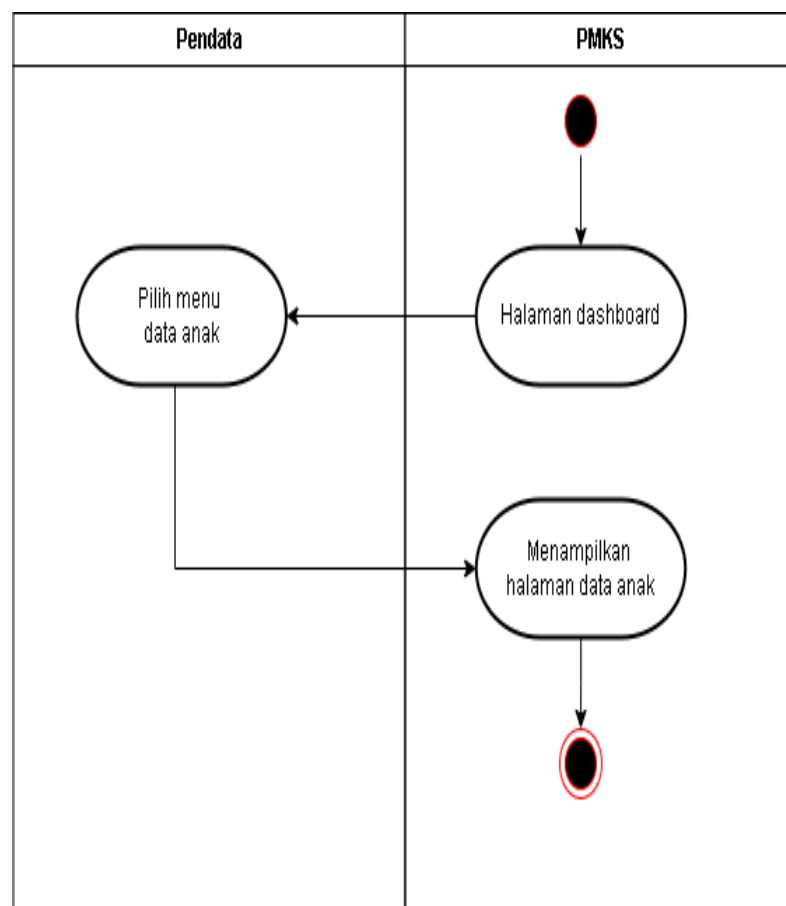 Pendata
PMKS
Pilih menu
data anak
Halaman dashboard
Menampilkan
halaman data anak